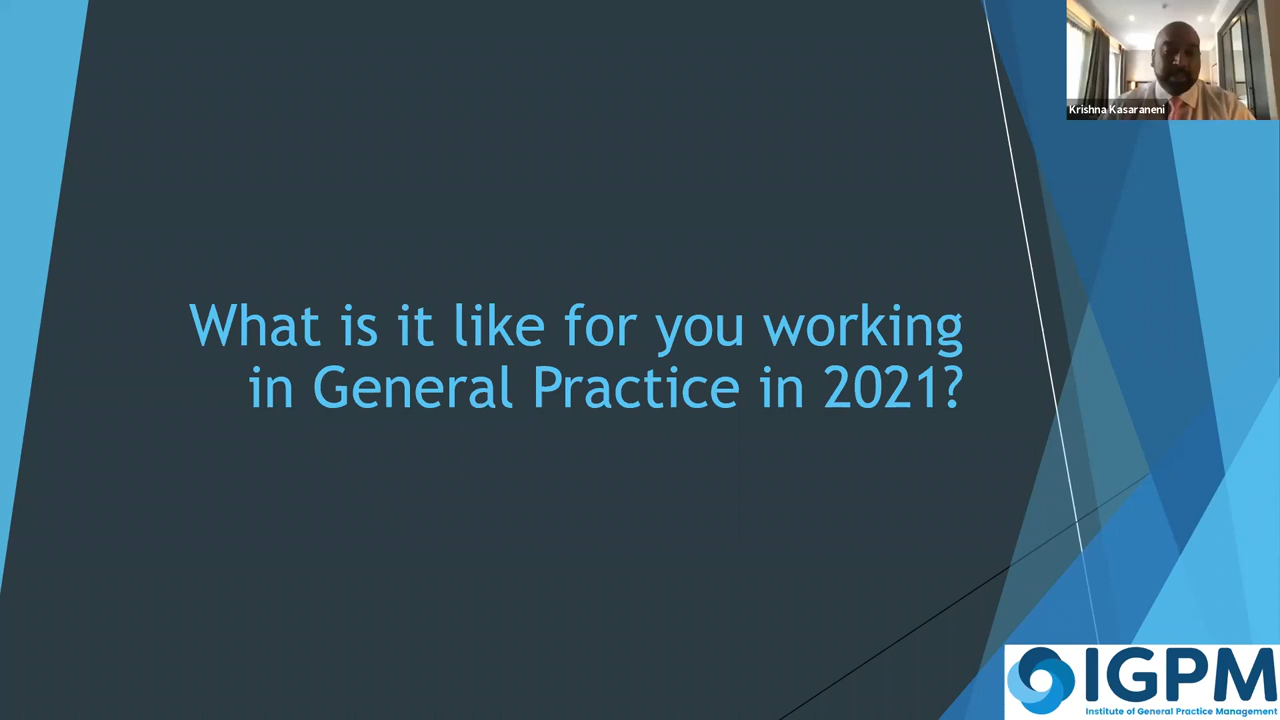 Krishna Kasaraneni
What is it like for you working
in General Practice in 2021?
IGPM
Institute of General Practice Management